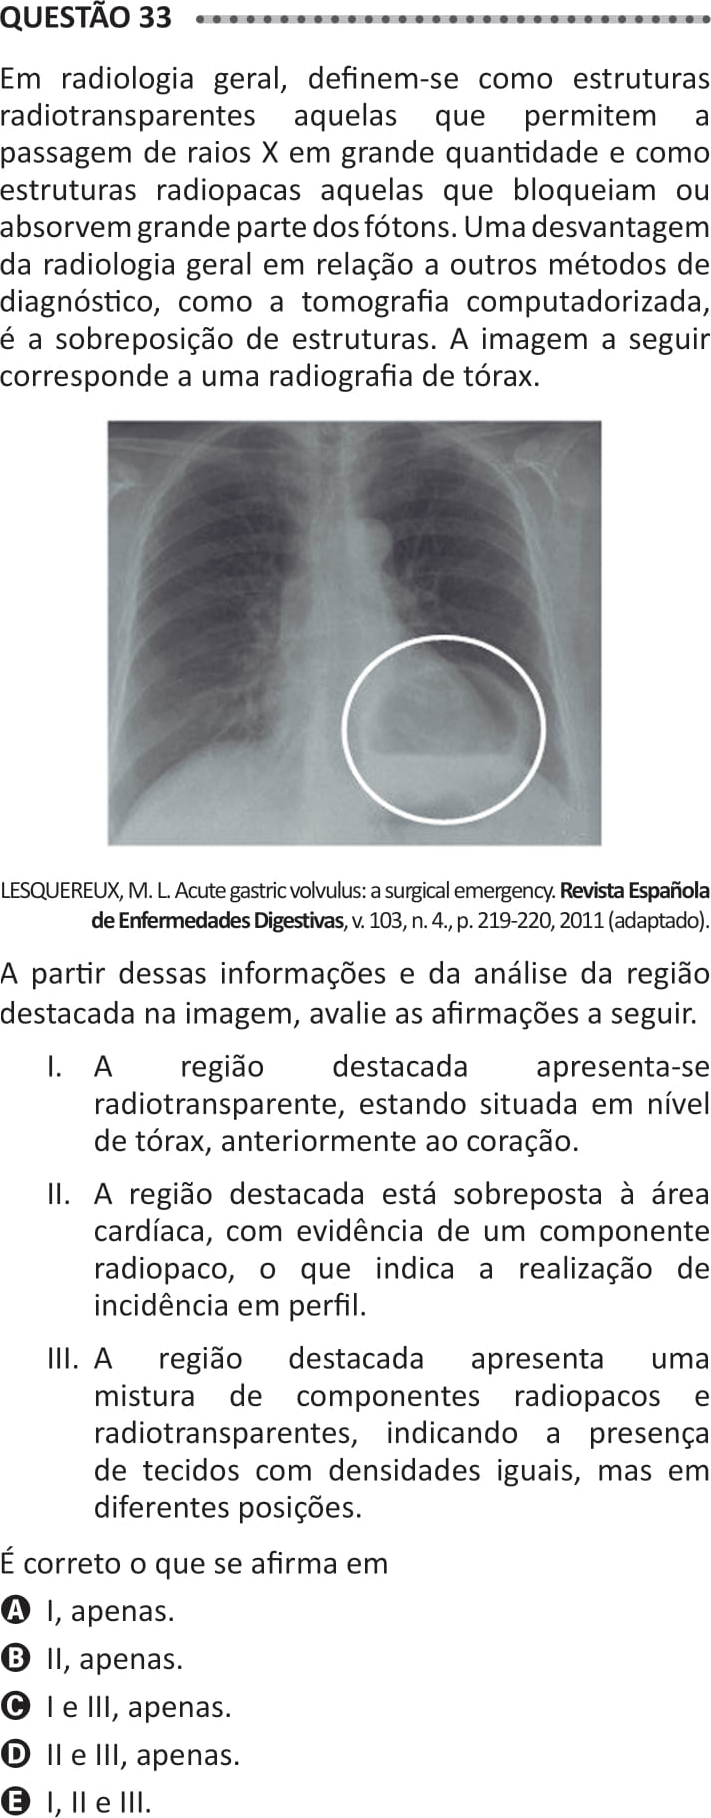 QUESTÃO 33
Em radiologia geral, definem-se como estruturas
radiotransparentes aquelas que permitem a
passagem de raios X em grande quantidade e como
estruturas radiopacas aquelas que bloqueiam ou
absorvem grande parte dos fótons. Uma desvantagem
da radiologia geral em relação a outros métodos de
diagnóstico, como a tomografia computadorizada,
é a sobreposição de estruturas. A imagem a seguir
corresponde a uma radiografia de tórax.
LESQUEREUX, M. L. Acute gastric volvulus: a surgical emergency. Revista Española
de Enfermedades Digestivas, v. 103, n. 4., p. 219-220, 2011 (adaptado).
A partir dessas informações e da análise da região
destacada na imagem, avalie as afirmações a seguir.
I. A região destacada apresenta-se
radiotransparente, estando situada em nível
de tórax, anteriormente ao coração.
II. A região destacada está sobreposta à área
cardíaca, com evidência de um componente
radiopaco, o que indica a realização de
incidência em perfil.
III. A região destacada apresenta uma
mistura de componentes radiopacos e
radiotransparentes, indicando a presença
de tecidos com densidades iguais, mas em
diferentes posições.
É correto o que se afirma em
A I, apenas.
B II, apenas.
C I e III, apenas.
D II e III, apenas.
E I, II e III.